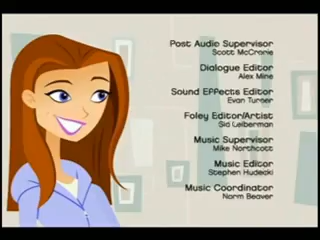 Post Audio Supervisor
Scott McCrorie
Dialogue Editor
Alex Mine
Sound Effects Editor
Evan Turner
Foley Editor/Artist
Sid Lieberman
Music Supervisor
Mike Northcott
Music Editor
Stephen Hudecki
Music Coordinator
Norm Beaver